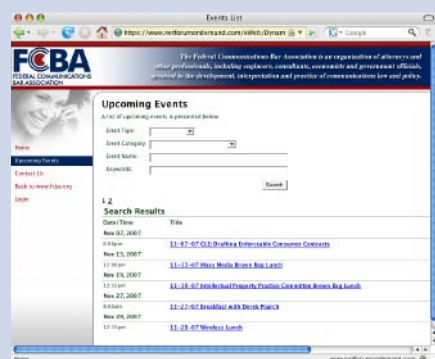 Events List
https://www.netforumondemand.com/eWeb/Dynam
Google
FCBA
FEDERAL COMMUNICATIONS
BAR ASSOCIATION
The Federal Communications Bar Association is an organization of attorneys and
other professionals, including engineers, consultants, economists and government officials,
involved in the development, interpretation and practice of communications law and policy.
Home
Upcoming Events
Contact Us
Back to www.fcba.org
Login
Upcoming Events
A list of upcoming events is presented below.
Event Type:
Event Category:
Event Name:
Keywords:
Search
1 2
Search Results
Date/Time Title
Nov 07, 2007
11-07-07 CLE: Drafting Enforceable Consumer Contracts
Nov 13, 2007
12:00pm 11-13-07 Mass Media Brown Bag Lunch
Nov 19, 2007
12:15pm 11-19-07 Intellectual Property Practice Committee Brown Bag Lunch
Nov 27, 2007
8:00am 11-27-07 Breakfast with Derek
Nov 29, 2007
12:15pm 11-29-07 Wireless Lunch
www.netforumondemand.com